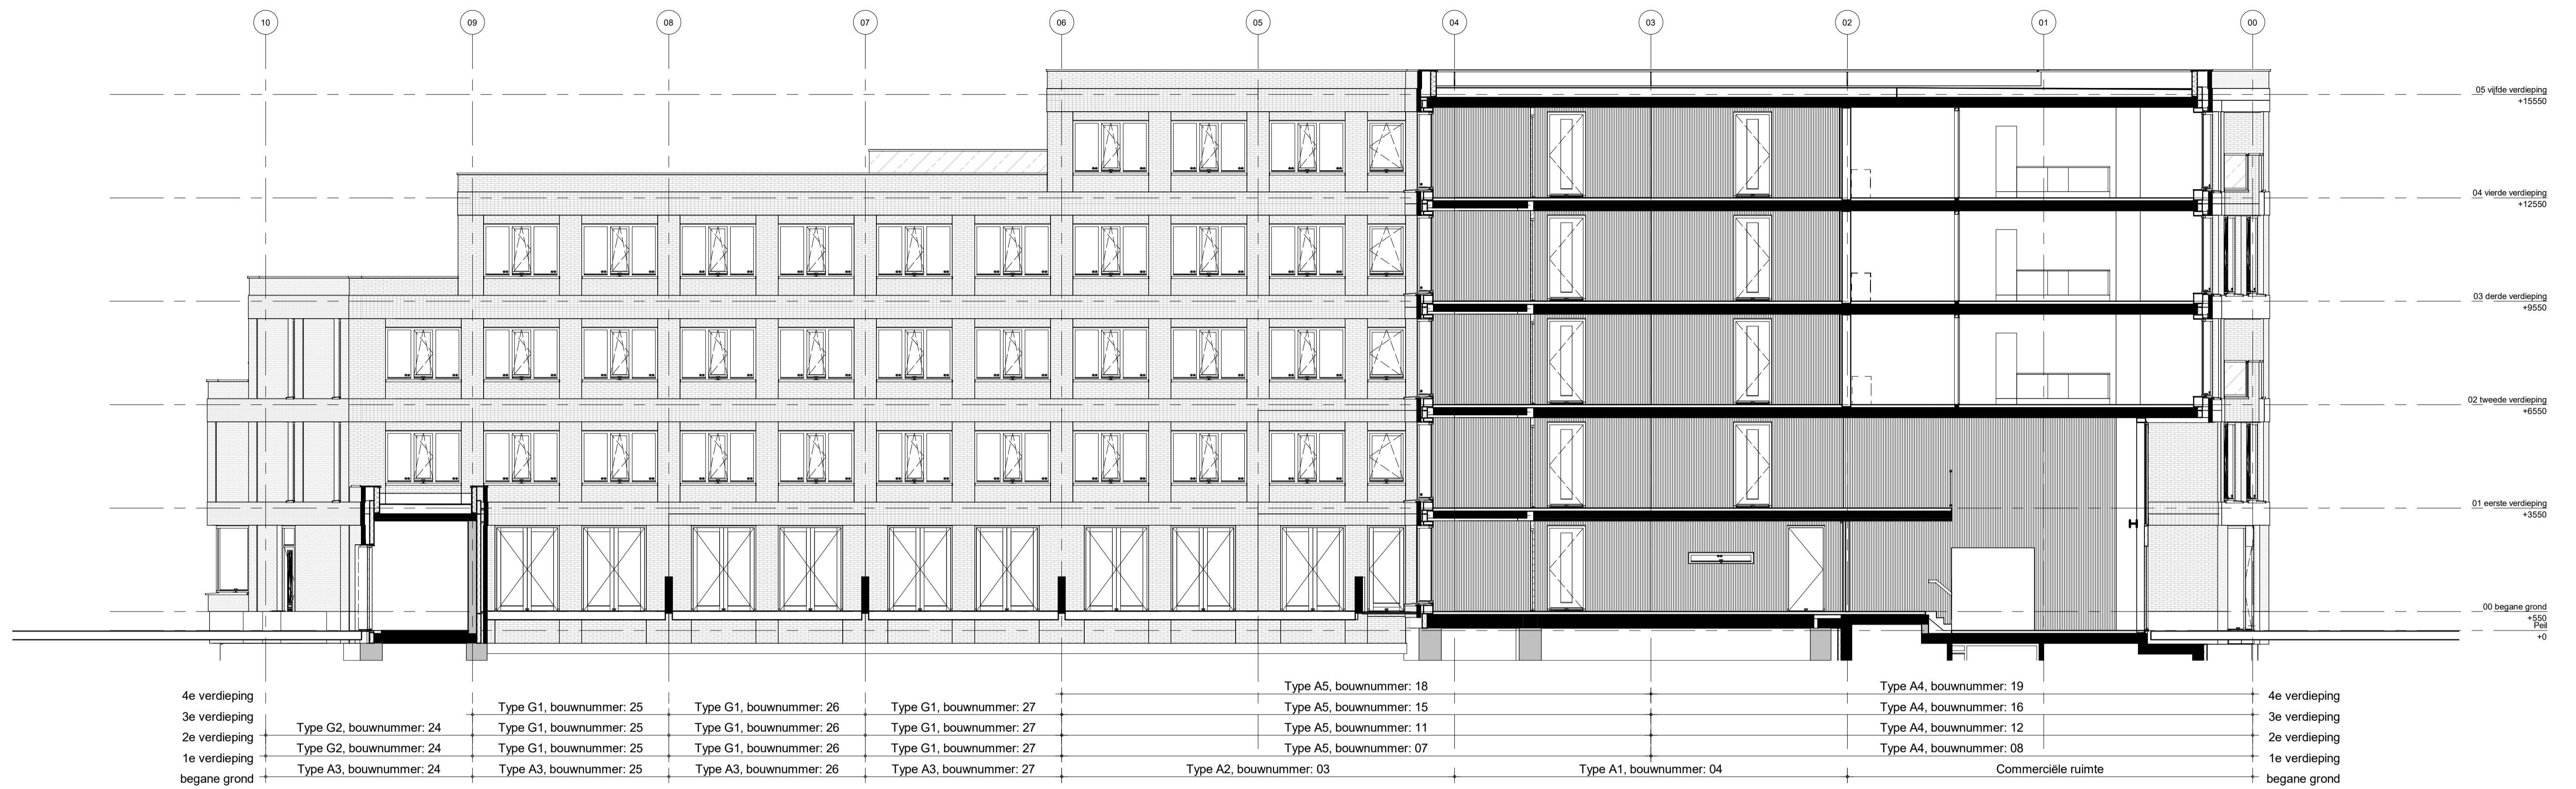 10 09 08 07 06 05 04 03 02 01 00
05 vijfde verdieping
+15550
04 vierde verdieping
+12550
03 derde verdieping
+9550
02 tweede verdieping
+6550
01 eerste verdieping
+3550
00 begane grond
+550
Peil
+0
Type A5, bouwnummer: 18 Type A4, bouwnummer: 19
4e verdieping 4e verdieping
Type G1, bouwnummer: 25 Type G1, bouwnummer: 26 Type G1, bouwnummer: 27 Type A5, bouwnummer: 15 Type A4, bouwnummer: 16
3e verdieping 3e verdieping
Type G2, bouwnummer: 24 Type G1, bouwnummer: 25 Type G1, bouwnummer: 26 Type G1, bouwnummer: 27 Type A5, bouwnummer: 11 Type A4, bouwnummer: 12
2e verdieping 2e verdieping
Type G2, bouwnummer: 24 Type G1, bouwnummer: 25 Type G1, bouwnummer: 26 Type G1, bouwnummer: 27 Type A5, bouwnummer: 07 Type A4, bouwnummer: 08
1e verdieping 1e verdieping
Type A3, bouwnummer: 24 Type A3, bouwnummer: 25 Type A3, bouwnummer: 26 Type A3, bouwnummer: 27 Type A2, bouwnummer: 03 Type A1, bouwnummer: 04 Commerciële ruimte
begane grond begane grond